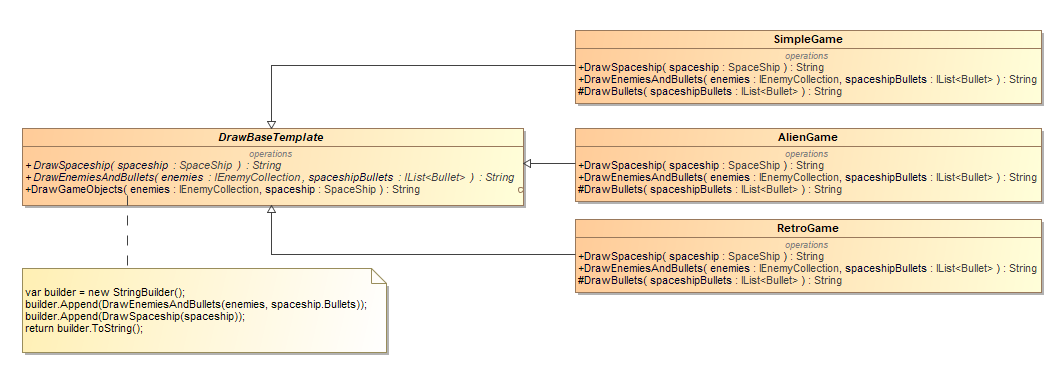 SimpleGame
operations
+DrawSpaceship( spaceship : SpaceShip ) : String
+DrawEnemiesAndBullets( enemies : IEnemyCollection, spaceshipBullets : IList<Bullet> ) : String
#DrawBullets( spaceshipBullets : IList<Bullet> ) : String
DrawBaseTemplate
operations
+ DrawSpaceship( spaceship : SpaceShip ) : String
+ DrawEnemiesAndBullets( enemies : IEnemyCollection, spaceshipBullets : IList<Bullet> ) : String
+DrawGameObjects( enemies : IEnemyCollection, spaceship : SpaceShip ) : String
AlienGame
operations
+DrawSpaceship( spaceship : SpaceShip ) : String
+DrawEnemiesAndBullets( enemies : IEnemyCollection, spaceshipBullets : IList<Bullet> ) : String
#DrawBullets( spaceshipBullets : IList<Bullet> ) : String
RetroGame
operations
+DrawSpaceship( spaceship : SpaceShip ) : String
+DrawEnemiesAndBullets( enemies : IEnemyCollection, spaceshipBullets : IList<Bullet> ) : String
#DrawBullets( spaceshipBullets : IList<Bullet> ) : String
var builder = new StringBuilder();
builder.Append(DrawEnemiesAndBullets(enemies, spaceship.Bullets));
builder.Append(DrawSpaceship(spaceship));
return builder.ToString();